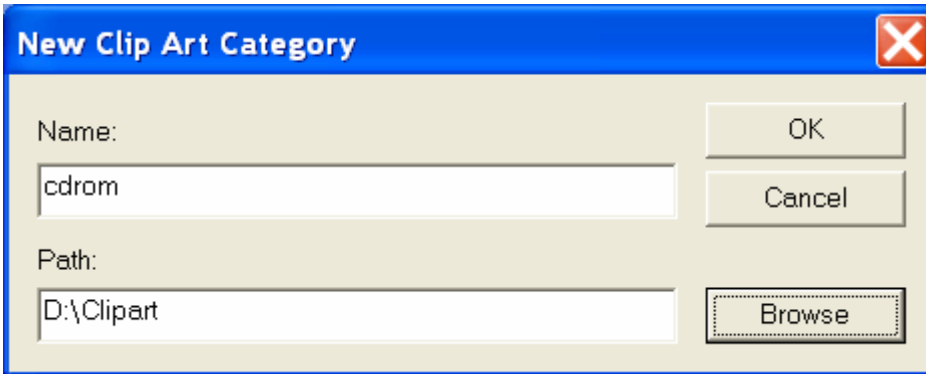 New Clip Art Category
Name:
OK
cdrom
Cancel
Path:
D:\Clipart
Browse